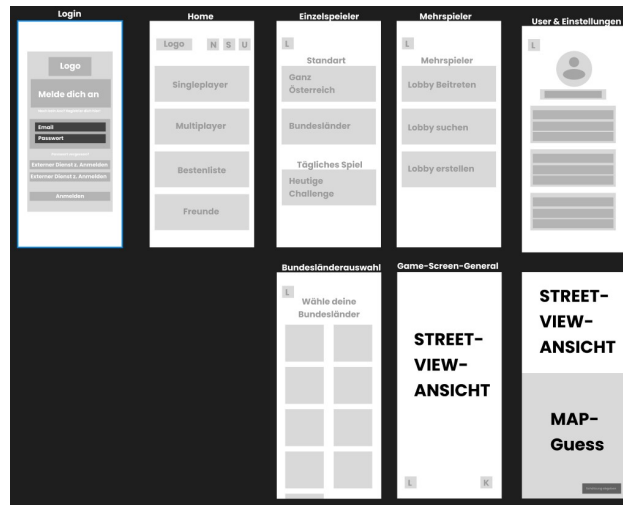 Login
Logo
Melde dich an
Email
Passwort
Externer Dienst z. Anmelden
Externer Dienst z. Anmelden
Anmelden
Home
Logo N S U
Singleplayer
Multiplayer
Bestenliste
Freunde
Einzelspeieler
L
Standart
Ganz
Österreich
Bundesländer
Tägliches Spiel
Heutige
Challenge
Mehrspieler
L
Mehrspieler
Lobby Beitreten
Lobby suchen
Lobby erstellen
User & Einstellungen
L
Bundesländerauswahl
L
Wähle deine
Bundesländer
Game-Screen-General
STREET-
VIEW-
ANSICHT
L K
STREET-
VIEW-
ANSICHT
MAP-
Guess